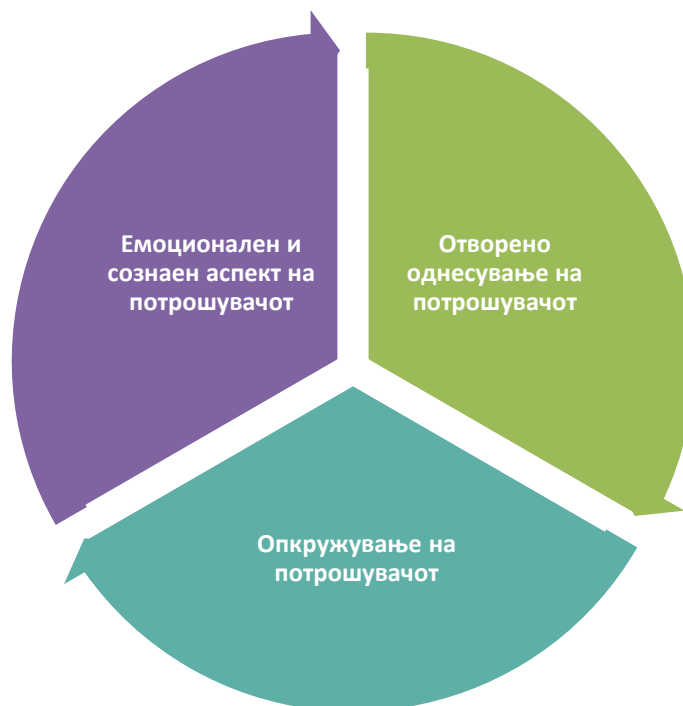 Емоционален и
сознаен аспект на
потрошувачот
Отворено
однесување на
потрошувачот
Опкружување на
потрошувачот